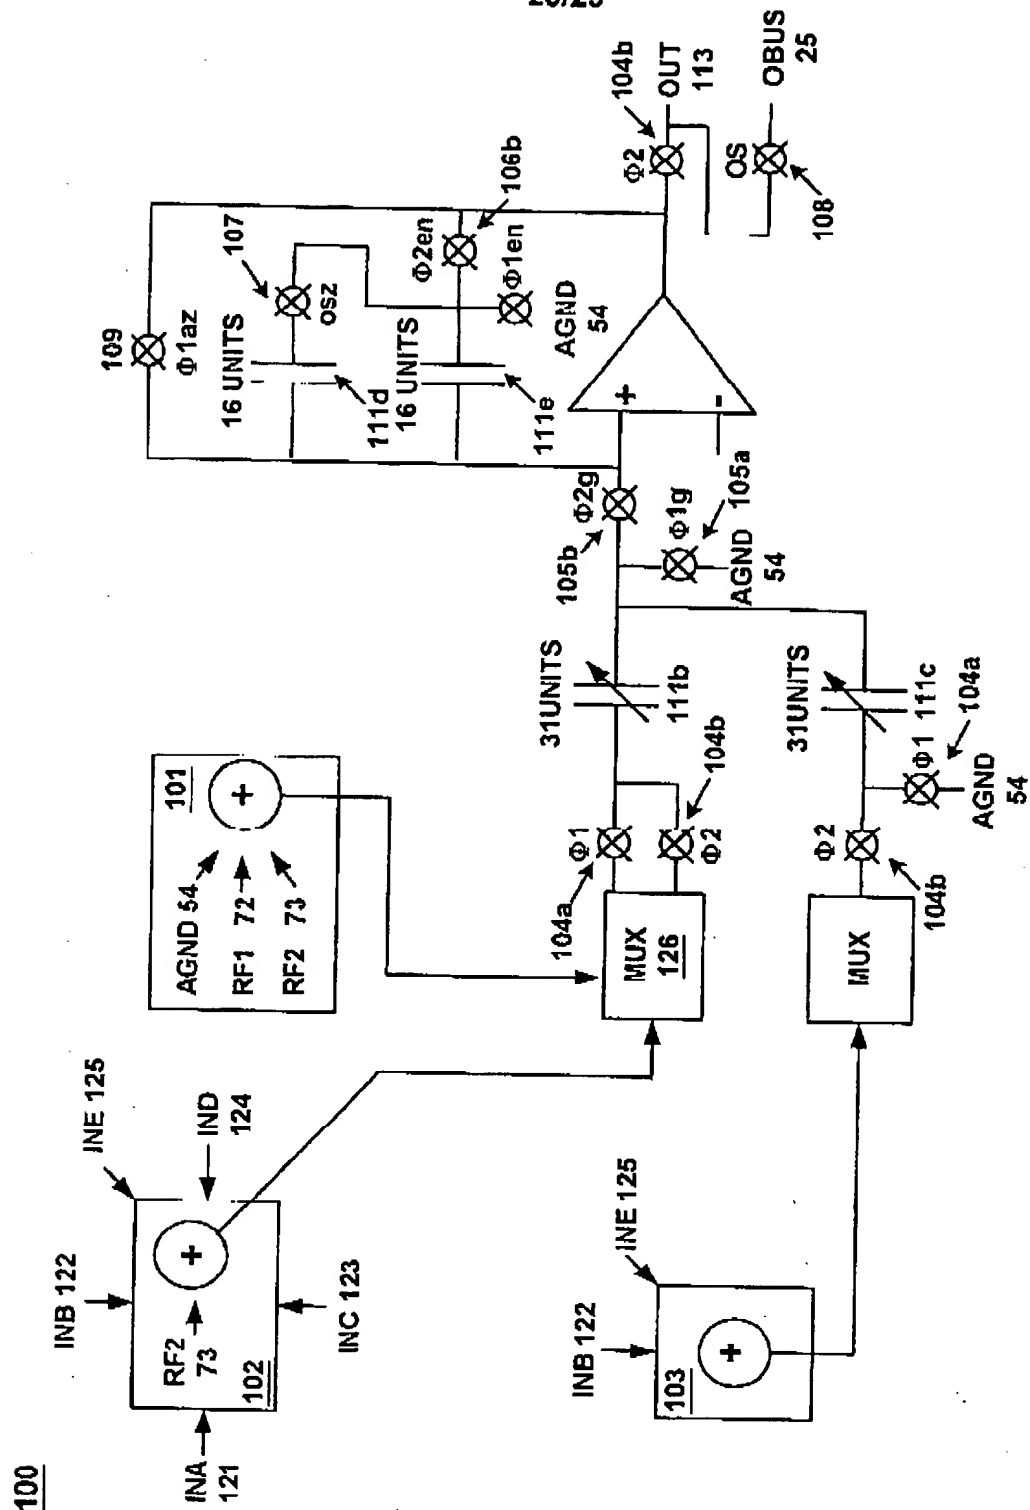 100
INA
121
INB 122
INE 125
IND
124
INC 123
RF2
73
+
102
AGND 54
RF1 72
RF2 73
101
+
INB 122
INE 125
103
+
MUX
126
MUX
Φ1
104a
Φ2
104b
Φ2
104b
31UNITS
111b
31UNITS
111c
Φ1
104a
AGND
54
105b
Φ2g
Φ1g
105a
AGND
54
109
Φ1az
107
osz
16 UNITS
111d
16 UNITS
111e
Φ2en
106b
Φ1en
AGND
54
+
-
Φ2
104b
OUT
113
OS
108
OBUS
25